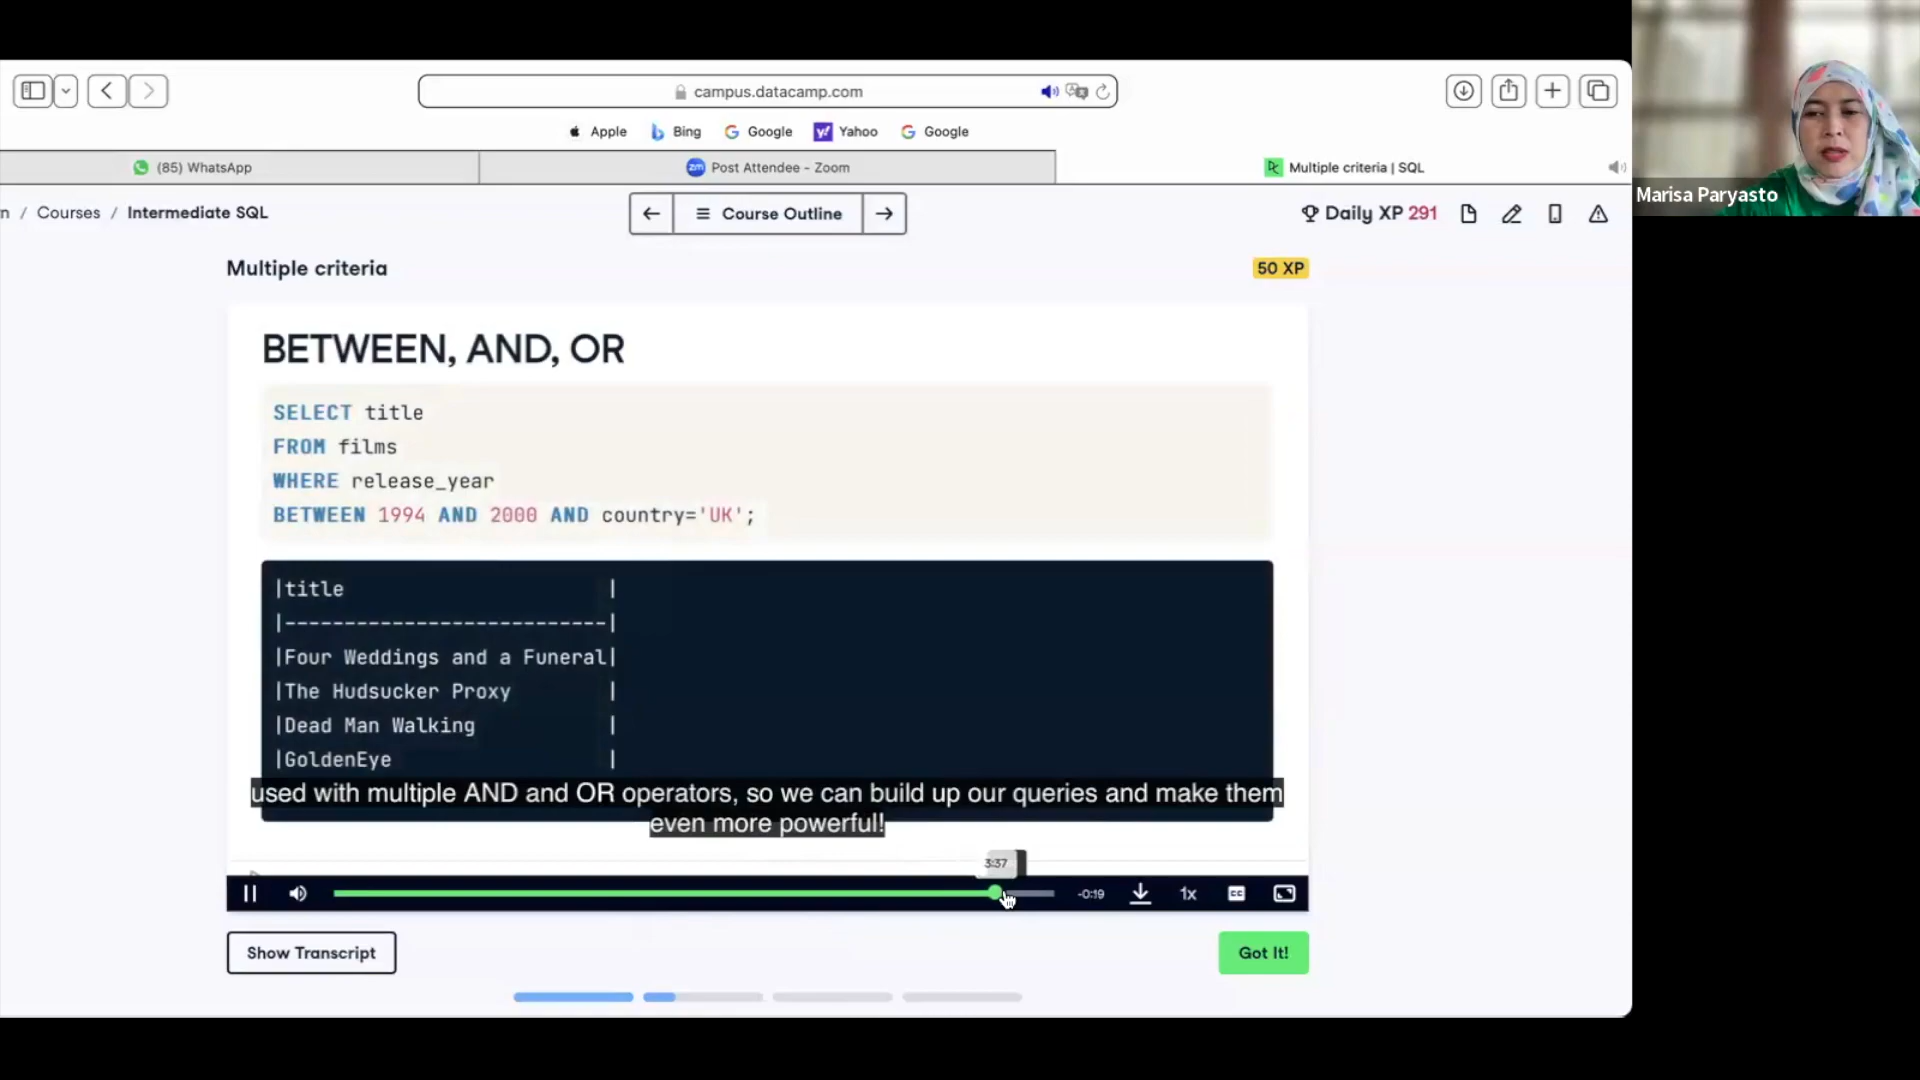 campus.datacamp.com
Apple
Bing
Google
Yahoo
Google
(85) WhatsApp
zm Post Attendee - Zoom
Multiple criteria | SQL
Marisa Paryasto
n / Courses / Intermediate SQL
Course Outline
Daily XP 291
Multiple criteria
50 XP
BETWEEN, AND, OR
SELECT title
FROM films
WHERE release_year
BETWEEN 1994 AND 2000 AND country='UK';
|title |
|---------------------------|
|Four Weddings and a Funeral|
|The Hudsucker Proxy |
|Dead Man Walking |
|GoldenEye |
used with multiple AND and OR operators, so we can build up our queries and make them
even more powerful!
3:37
-0:19
1x
CC
Show Transcript
Got It!